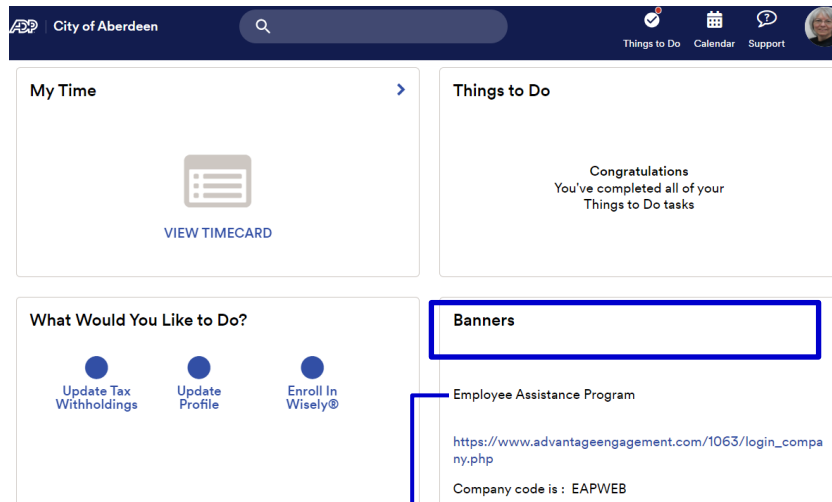 ADP City of Aberdeen
Things to Do Calendar Support
My Time
VIEW TIMECARD
Things to Do
Congratulations
You've completed all of your
Things to Do tasks
What Would You Like to Do?
Update Tax
Withholdings
Update
Profile
Enroll In
Wisely®
Banners
Employee Assistance Program
https://www.advantageengagement.com/1063/login_compa
ny.php
Company code is : EAPWEB